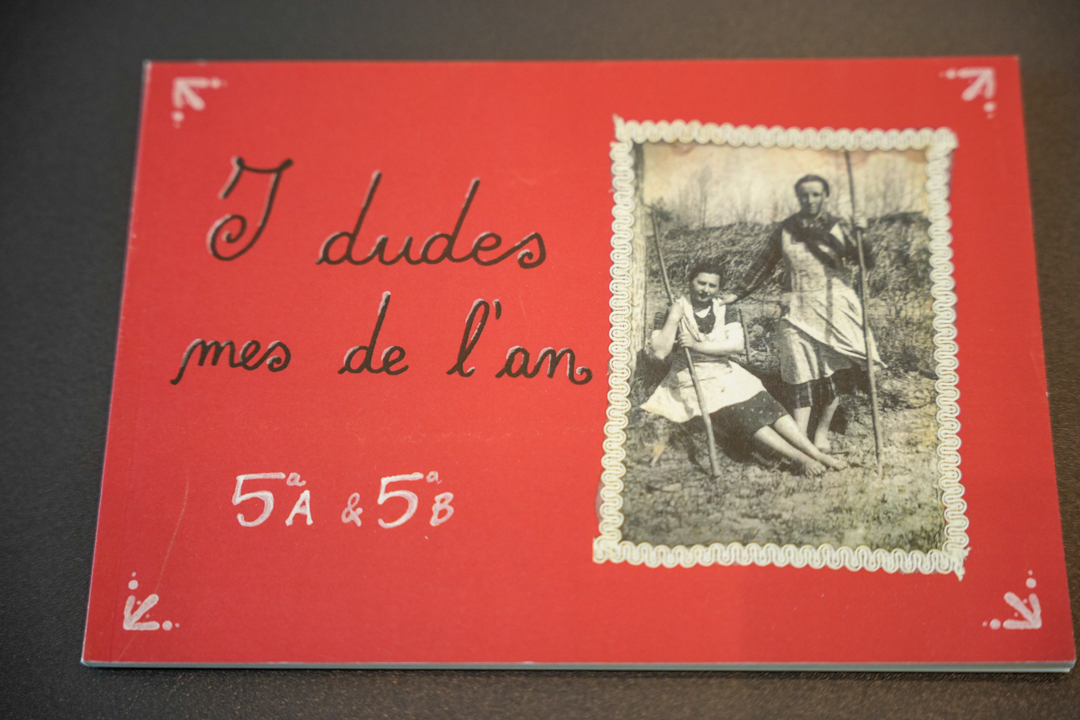 I dudes
mes de l'an
5ªA & 5ªB